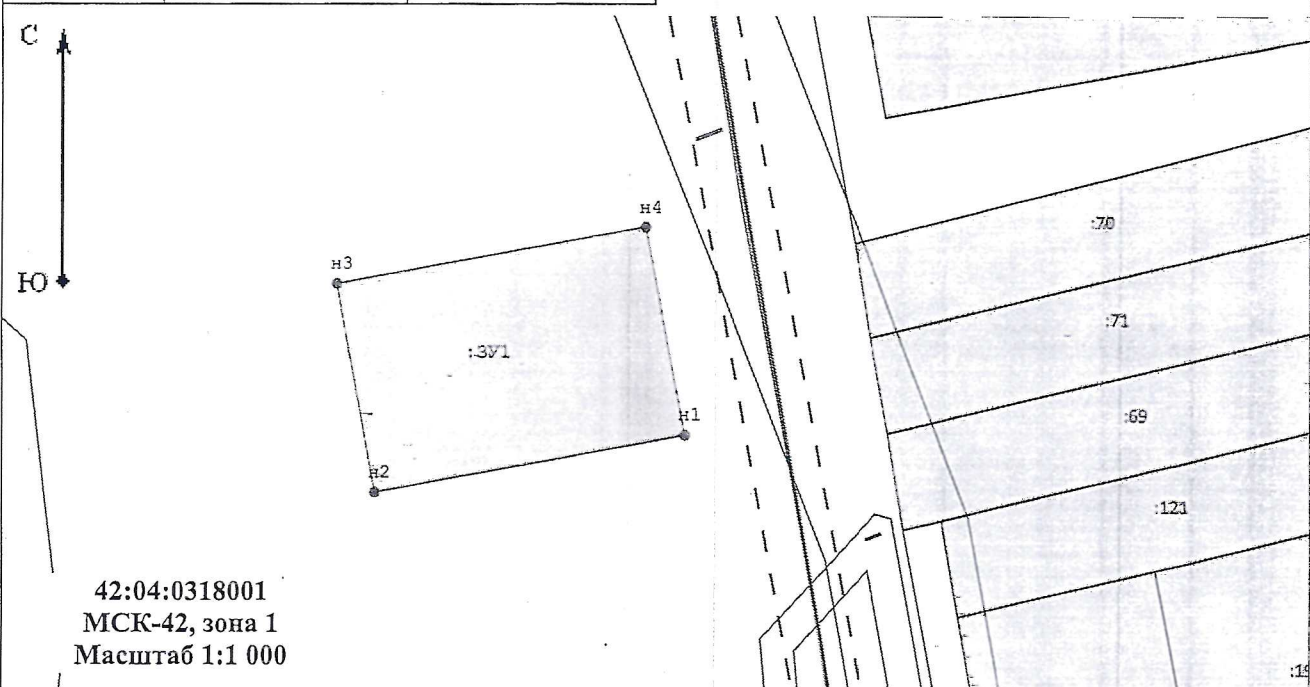 С
н4
:70
н3
Ю
:71
:ЗУ1
н1
:69
н2
:121
42:04:0318001
МСК-42, зона 1
Масштаб 1:1 000